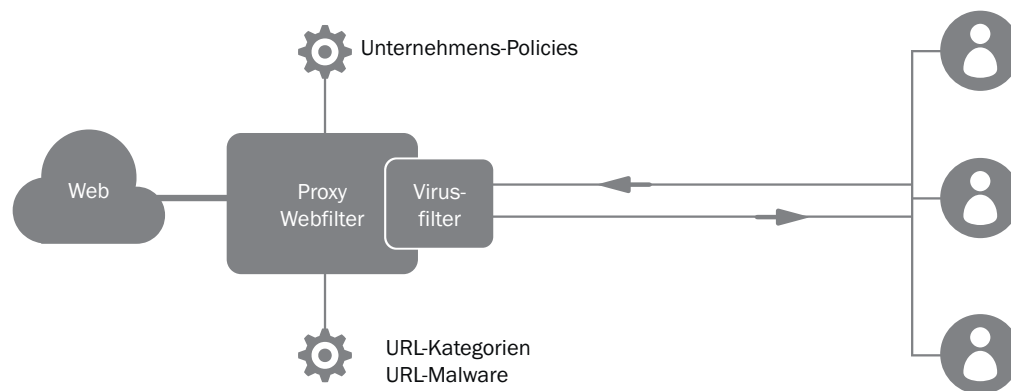 Unternehmens-Policies
Web
Proxy
Webfilter
Virus-
filter
URL-Kategorien
URL-Malware